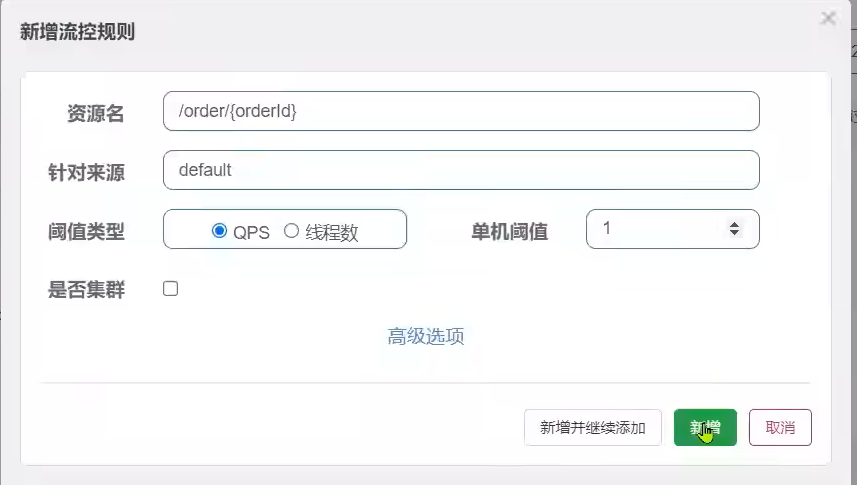 新增流控规则
资源名 /order/{orderId}
针对来源 default
阈值类型 QPS 线程数 单机阈值 1
是否集群
高级选项
新增并继续添加 新增 取消